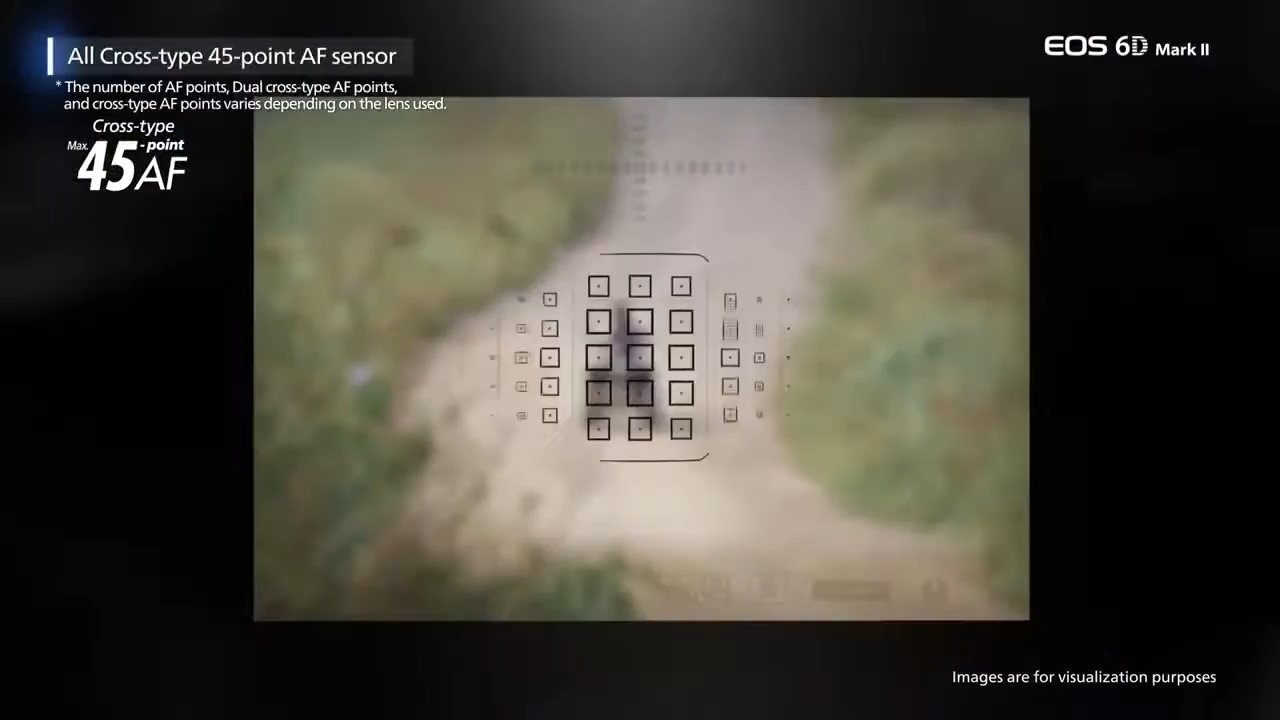 All Cross-type 45-point AF sensor
EOS 6D Mark II
* The number of AF points, Dual cross-type AF points,
and cross-type AF points varies depending on the lens used.
Cross-type
Max. 45-point AF
Images are for visualization purposes